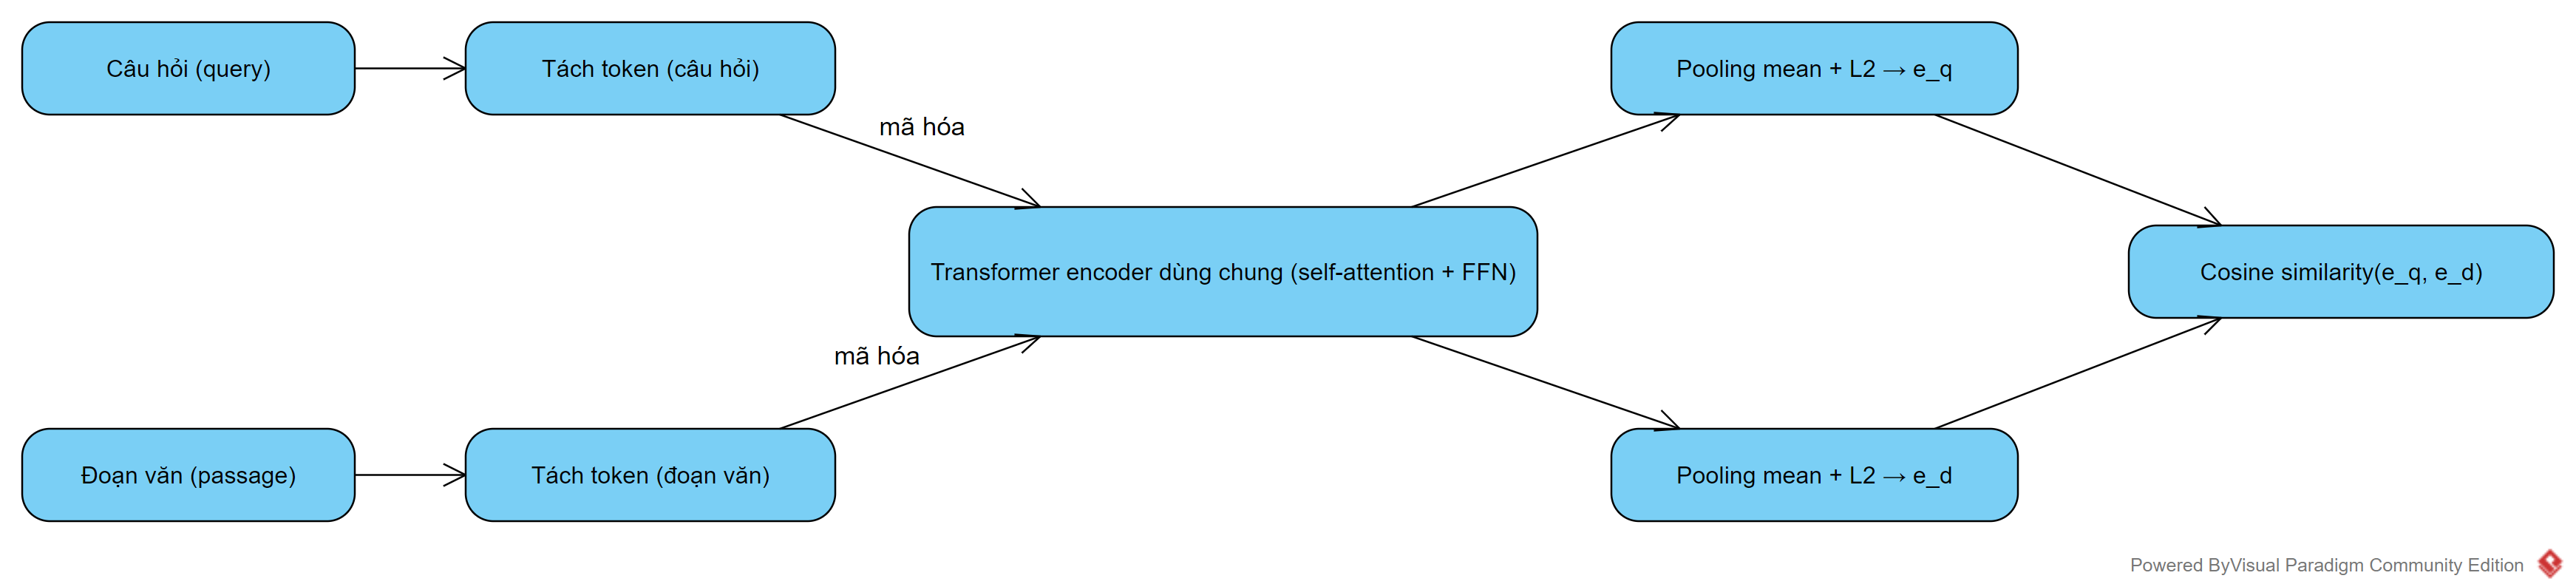 Câu hỏi (query)
Tách token (câu hỏi)
mã hóa
Pooling mean + L2 → e_q
Transformer encoder dùng chung (self-attention + FFN)
Cosine similarity(e_q, e_d)
mã hóa
Đoạn văn (passage)
Tách token (đoạn văn)
Pooling mean + L2 → e_d
Powered ByVisual Paradigm Community Edition